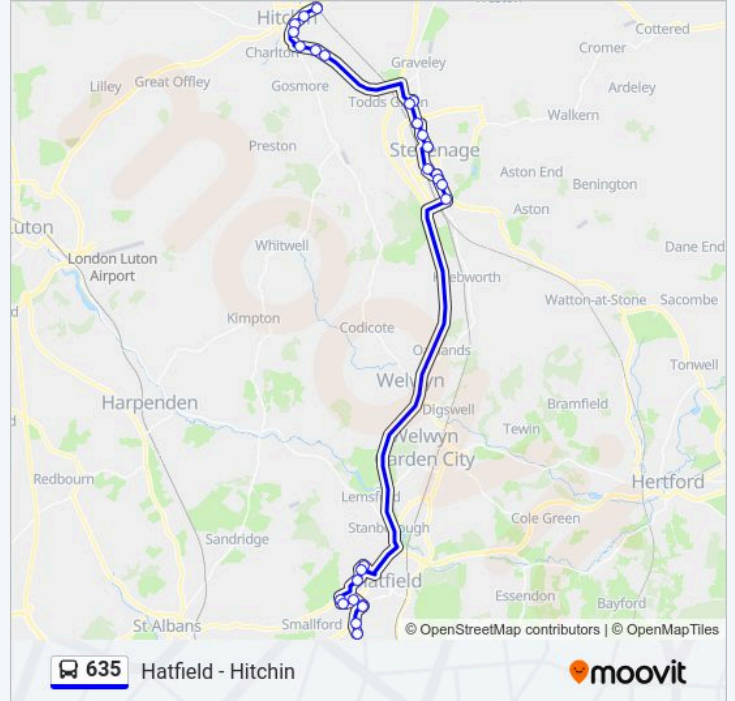 Hitchin
Cottered
Charlton
Cromer
Graveley
Lilley
Great Offley
Gosmore
Ardeley
Todds Green
Walkern
Preston
Stevenage
Aston End
Benington
Aston
Luton
Whitwell
Dane End
London Luton
Airport
Knebworth
Watton-at-Stone
Sacombe
Kimpton
Codicote
Oaklands
Tonwell
Welwyn
Harpenden
Digswell
Bramfield
Tewin
Welwyn
Garden City
Redbourn
Hertford
Lemsford
Cole Green
Stanborough
Sandridge
Hatfield
Essendon
Bayford
St Albans
Smallford
© OpenStreetMap contributors | © OpenMapTiles
635 Hatfield - Hitchin
moovit